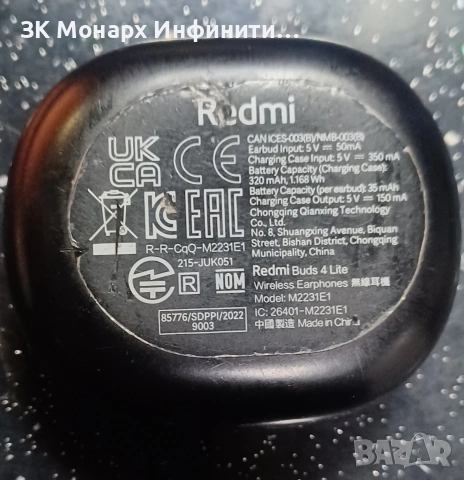 ЗК Монарх Инфинити...
Redmi
CAN ICES-003(B)/NMB-003(B)
Earbud Input: 5 V ⎓ 50mA
Charging Case Input: 5 V ⎓ 350 mA
Battery Capacity (Charging Case):
320 mAh, 1.168 Wh
Battery Capacity (per earbud): 35 mAh
Charging Case Output: 5 V ⎓ 150 mA
Chongqing Qianxing Technology
Co., Ltd.
No. 8, Shuangxing Avenue, Biquan
Street, Bishan District, Chongqing
Municipality, China
UK
CA
CE
EAC
R-R-CqQ-M2231E1
215-JUK051
R
NOM
85776/SDPPI/2022
9003
Redmi Buds 4 Lite
Wireless Earphones 無線耳機
Model: M2231E1
IC: 26401-M2231E1
中國製造 Made in China
BAZAR